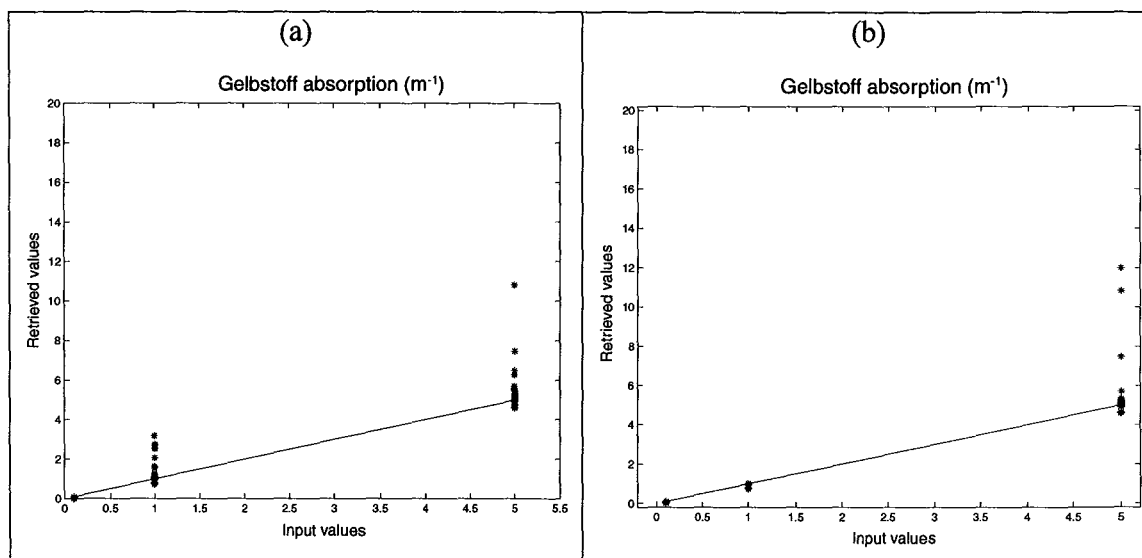 (a)
Gelbstoff absorption (m⁻¹)
20
18
16
14
12
10
8
6
4
2
0
Retrieved values
0 0.5 1 1.5 2 2.5 3 3.5 4 4.5 5 5.5
Input values
(b)
Gelbstoff absorption (m⁻¹)
20
18
16
14
12
10
8
6
4
2
0
Retrieved values
0 0.5 1 1.5 2 2.5 3 3.5 4 4.5 5
Input values